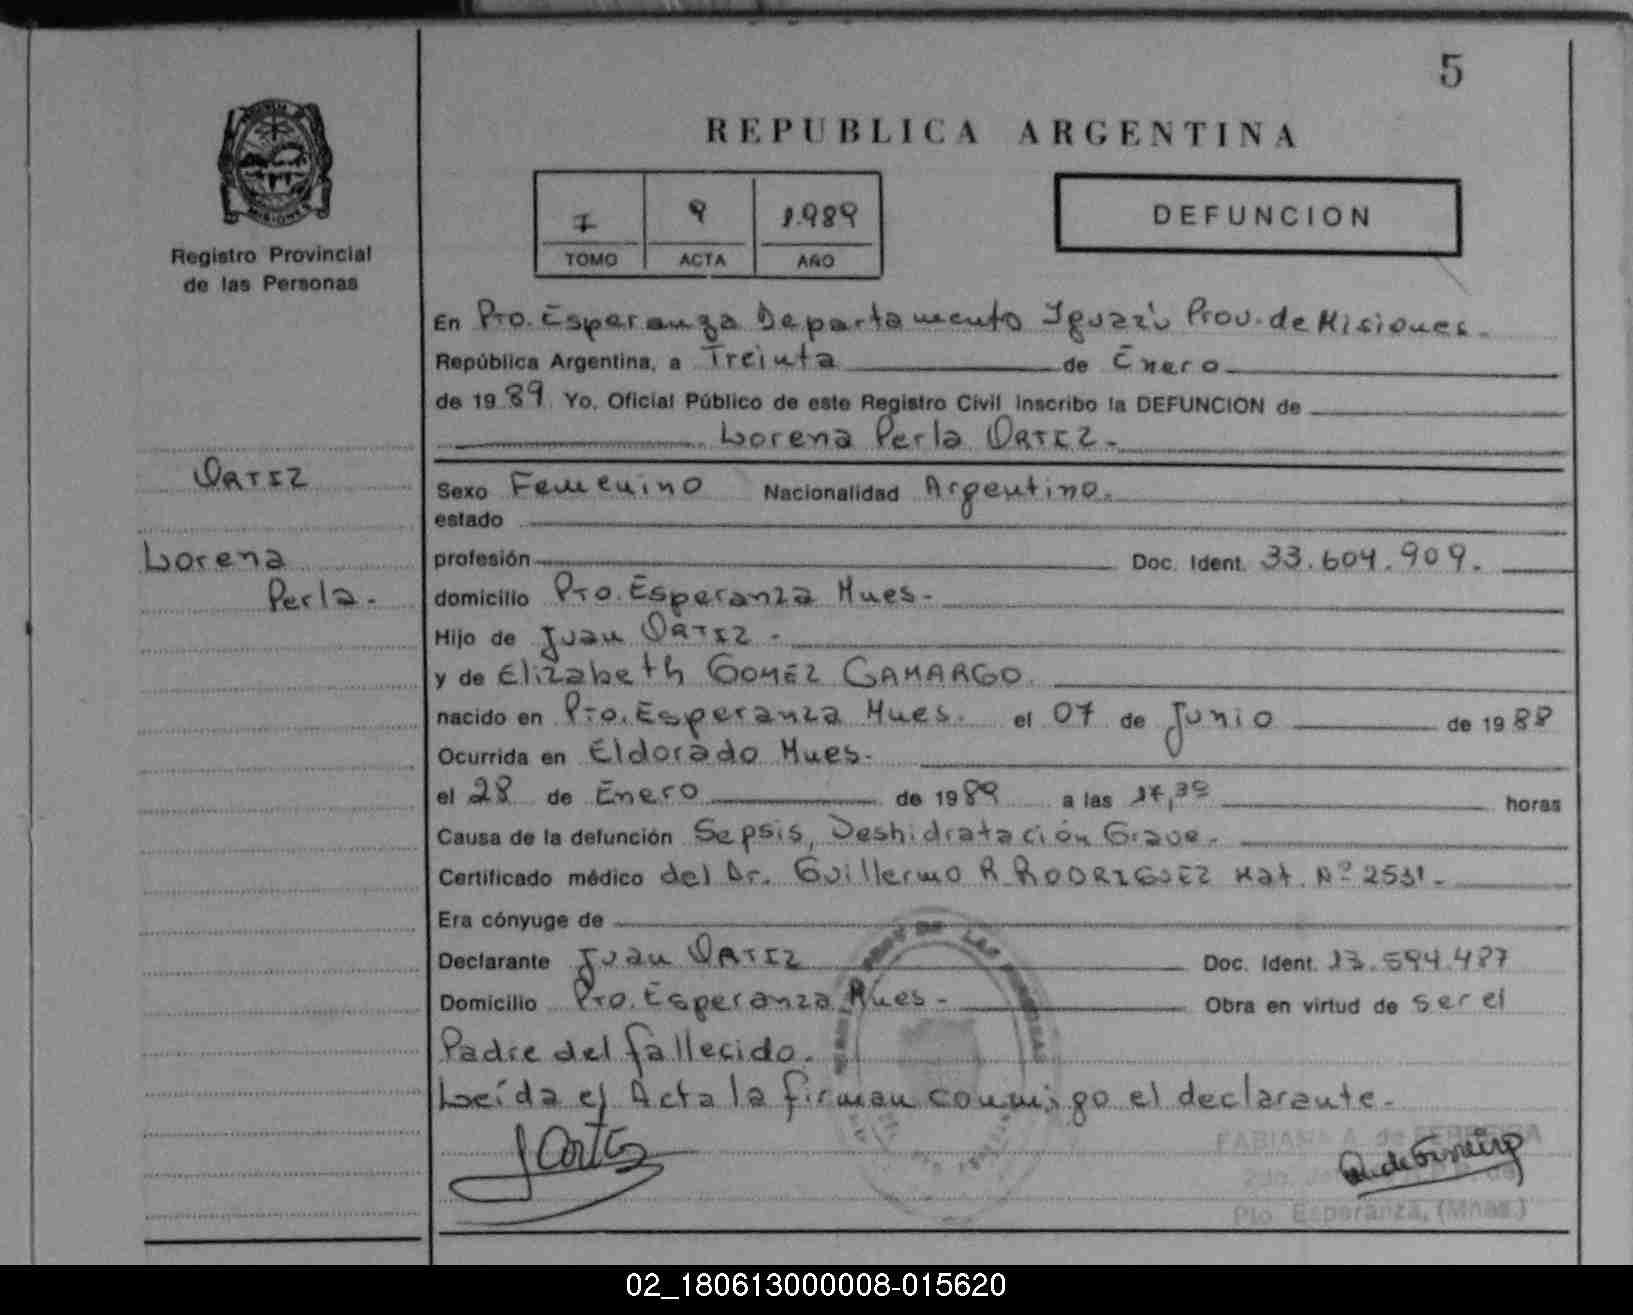 5
REPUBLICA ARGENTINA
MISIONES
Registro Provincial
de las Personas
7 9 1.989
TOMO ACTA AÑO
DEFUNCION
En Pto. Esperanza Departamento Iguazú Prov. de Misiones.
República Argentina, a Treinta de Enero
de 1989 Yo, Oficial Público de este Registro Civil inscribo la DEFUNCION de
Lorena Perla ORTIZ.
ORTIZ
Lorena
Perla.
Sexo Femenino Nacionalidad Argentino.
estado
profesión Doc. Ident. 33.604.909.
domicilio Pto. Esperanza Mnes.
Hijo de Juan ORTIZ.
y de Elizabeth GOMEZ CAMARGO.
nacido en Pto. Esperanza Mnes. el 07 de Junio de 1988
Ocurrida en Eldorado Mnes.
el 28 de Enero de 1989 a las horas
Causa de la defunción Sepsis, Deshidratación Grave.
Certificado médico del Dr. Guillermo R. RODRIGUEZ Mat. Nº 2531.
Era cónyuge de
Declarante Juan ORTIZ Doc. Ident. 13.594.487
Domicilio Pto. Esperanza Mnes. Obra en virtud de ser el
Padre del fallecido.
Leída el Acta la firman conmigo el declarante.
J Ortiz
FABIANA A. de FERREIRA
Pto. Esperanza, (Mnes.)
02_180613000008-015620